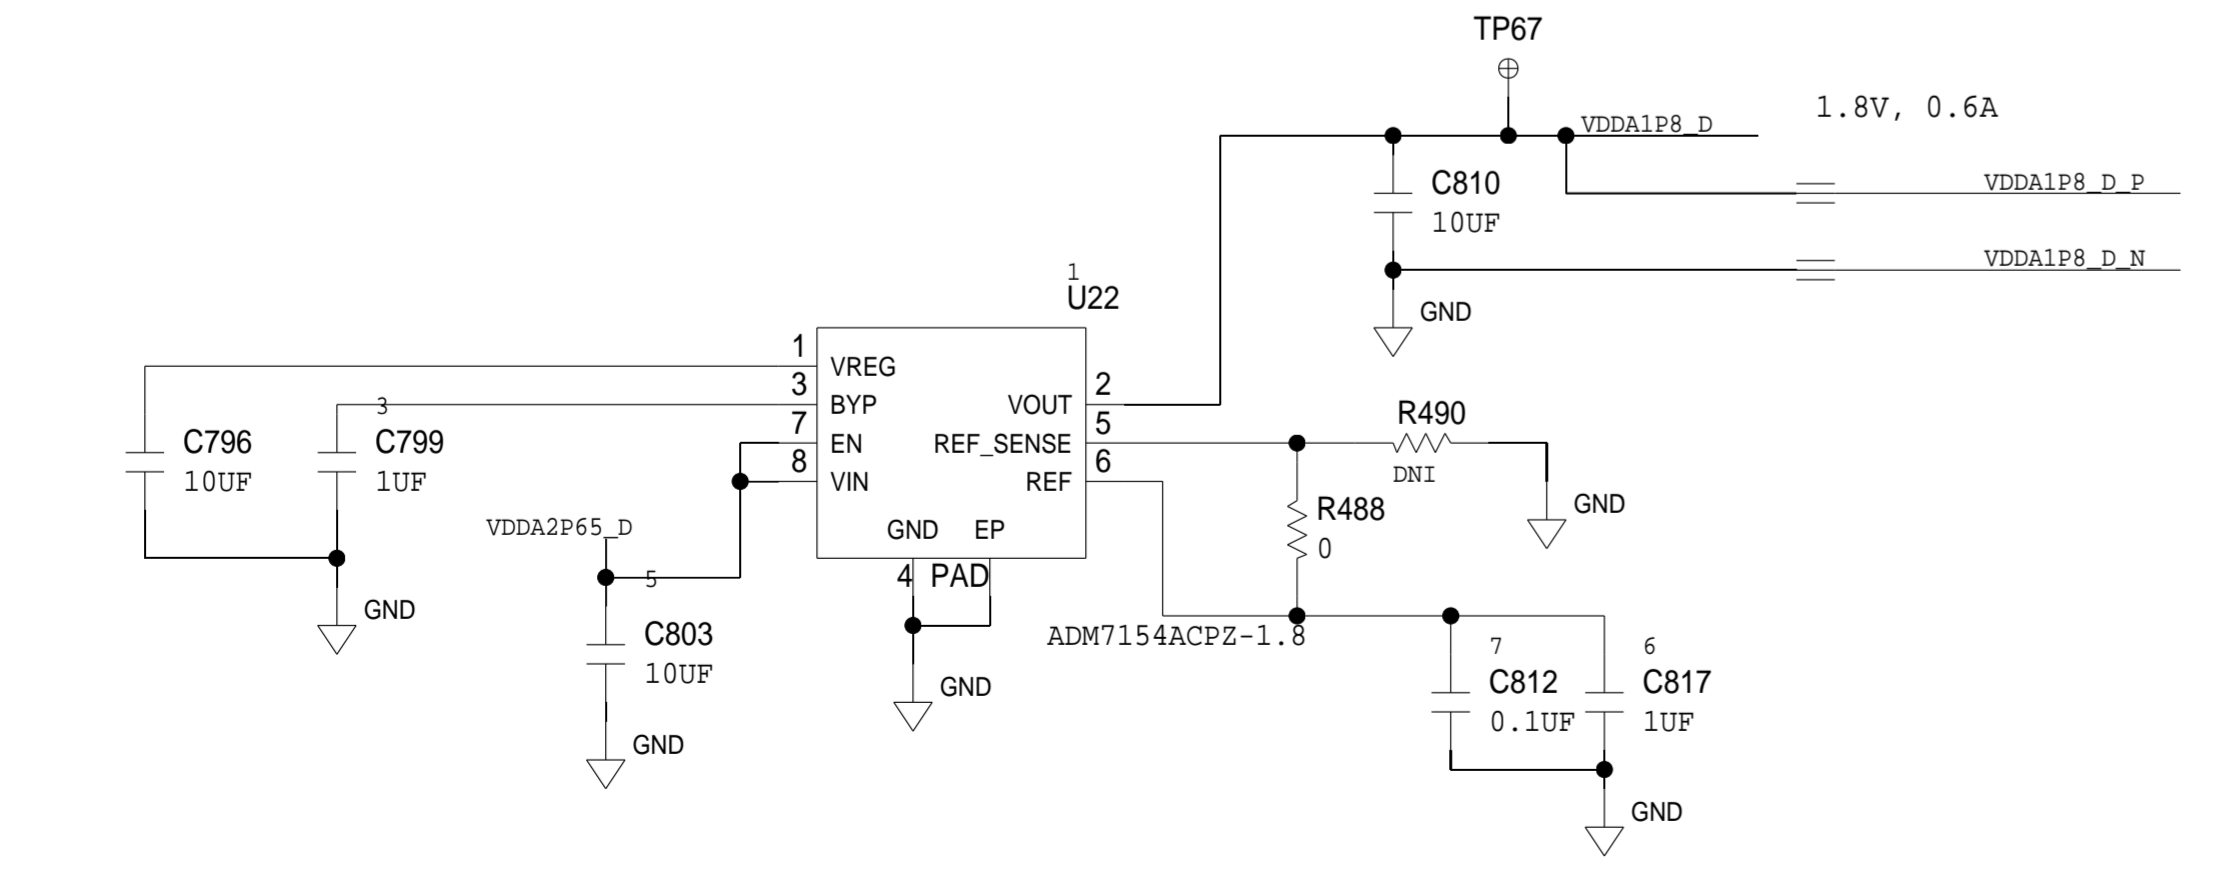 TP67
1.8V, 0.6A
VDDA1P8_D
C810
10UF
VDDA1P8_D_P
VDDA1P8_D_N
GND
1
U22
1
VREG
3
BYP
7
EN
8
VIN
VOUT
2
REF_SENSE
5
REF
6
GND
EP
4
PAD
ADM7154ACPZ-1.8
GND
3
C796
10UF
C799
1UF
GND
VDDA2P65_D
5
C803
10UF
GND
R490
DNI
GND
R488
0
7
C812
0.1UF
6
C817
1UF
GND